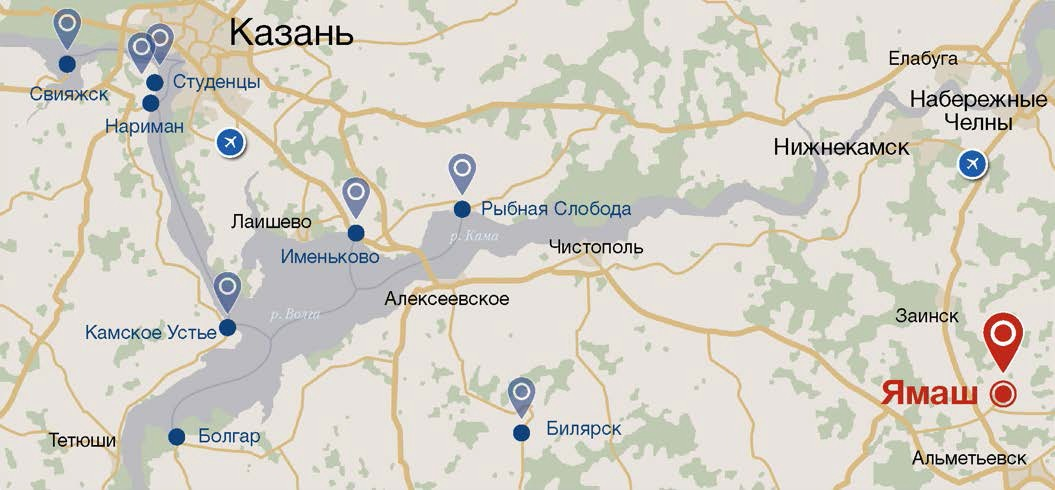 Казань
Елабуга
Студенцы
Свияжск
Набережные
Челны
Нариман
Нижнекамск
Рыбная Слобода
Лаишево
р. Кама
Чистополь
Именьково
Алексеевское
р. Волга
Заинск
Камское Устье
Ямаш
Билярск
Болгар
Тетюши
Альметьевск